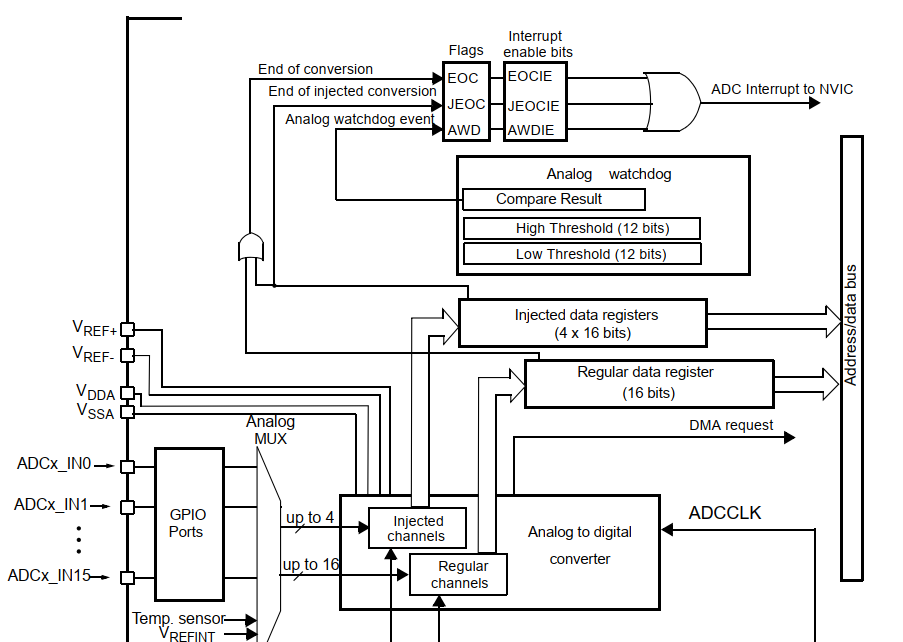 Flags
Interrupt
enable bits
End of conversion
EOC
EOCIE
ADC Interrupt to NVIC
End of injected conversion
JEOC
JEOCIE
Analog watchdog event
AWD
AWDIE
Analog watchdog
Compare Result
High Threshold (12 bits)
Low Threshold (12 bits)
Address/data bus
Injected data registers
(4 x 16 bits)
VREF+
VREF-
Regular data register
(16 bits)
VDDA
VSSA
Analog
MUX
DMA request
ADCx_IN0
ADCx_IN1
ADCx_IN15
GPIO
Ports
up to 4
up to 16
Injected
channels
Regular
channels
Analog to digital
converter
ADCCLK
Temp. sensor
VREFINT